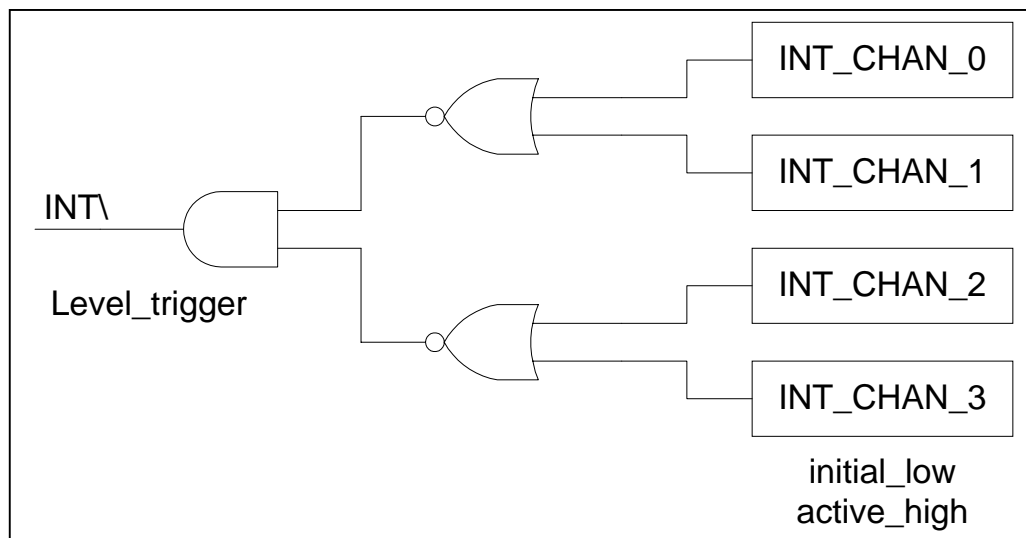 INT_CHAN_0
INT_CHAN_1
INT\
Level_trigger
INT_CHAN_2
INT_CHAN_3
initial_low
active_high